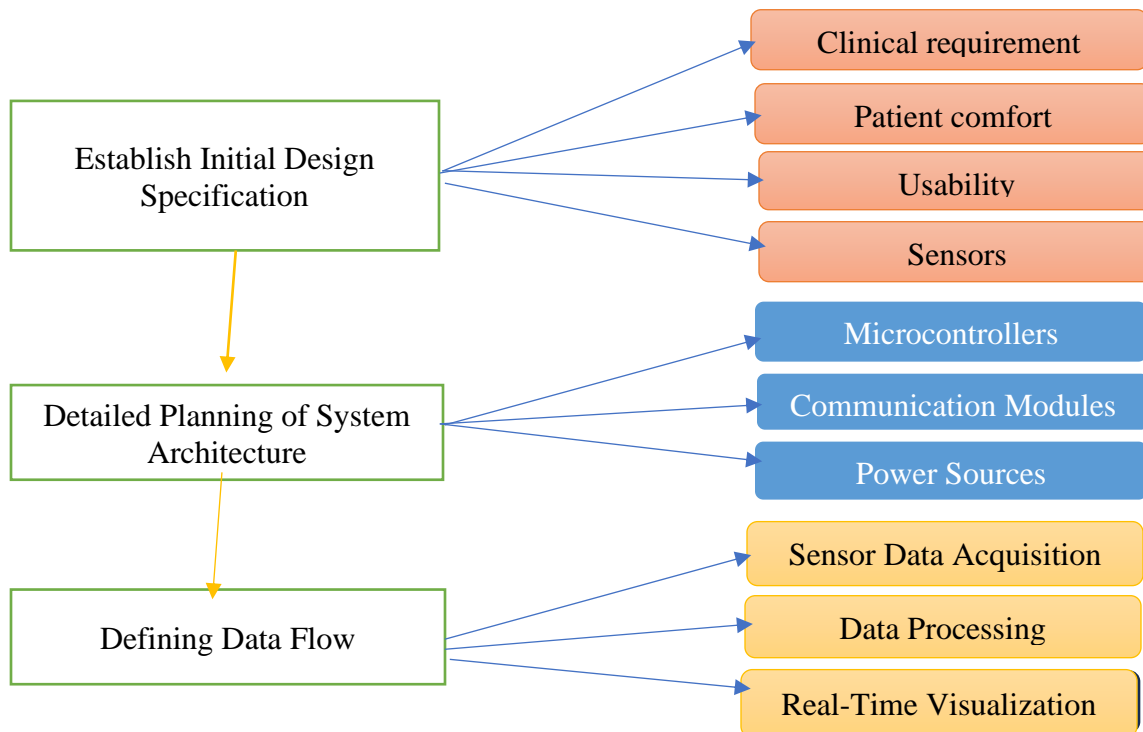 Establish Initial Design
Specification
Clinical requirement
Patient comfort
Usability
Sensors
Detailed Planning of System
Architecture
Microcontrollers
Communication Modules
Power Sources
Defining Data Flow
Sensor Data Acquisition
Data Processing
Real-Time Visualization